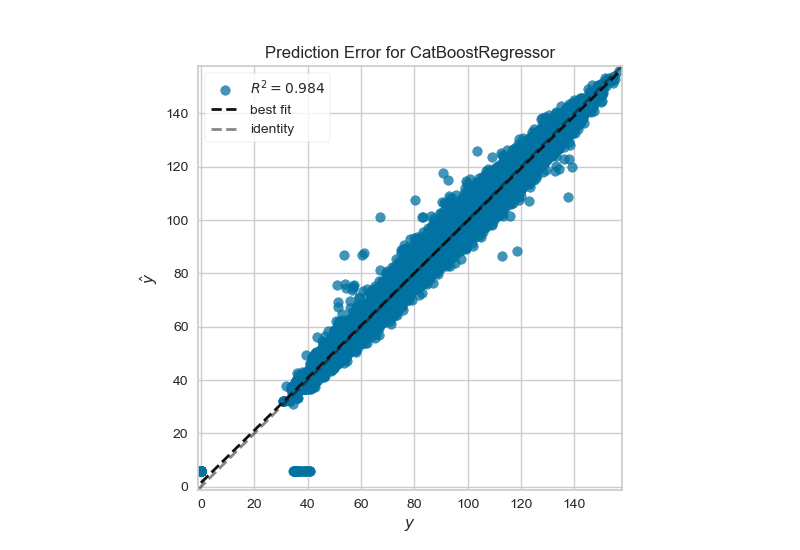 Prediction Error for CatBoostRegressor
R² = 0.984
best fit
identity
140
120
100
80
60
40
20
0
ŷ
0 20 40 60 80 100 120 140
y